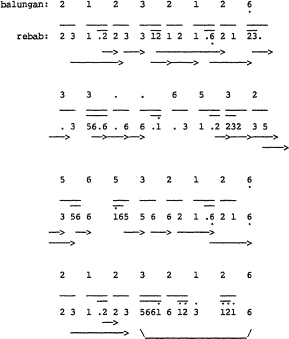 balungan: 2 1 2 3 2 1 2 6
rebab: 2 3 1 .2 2 3 3 12 1 2 1 .6 2 1 23.
3 3 . . 6 5 3 2
. 3 56.6 .6 6 .1 . 3 1 .2 232 3 5
5 6 5 3 2 1 2 6
3 56 6 165 5 6 6 2 1 .6 2 1 6
2 1 2 3 2 1 2 6
2 3 1 .2 2 3 5661 6 12 3 121 6